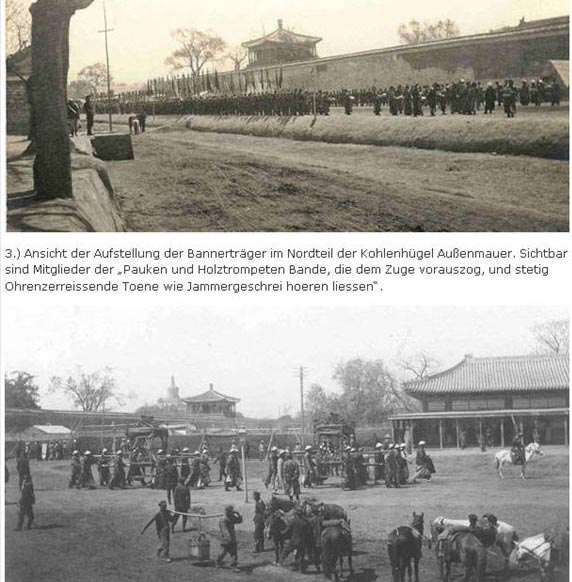 3.) Ansicht der Aufstellung der Bannerträger im Nordteil der Kohlenhügel Außenmauer. Sichtbar
sind Mitglieder der „Pauken und Holztrompeten Bande, die dem Zuge vorauszog, und stetig
Ohrenzerreissende Toene wie Jammergeschrei hoeren liessen“.